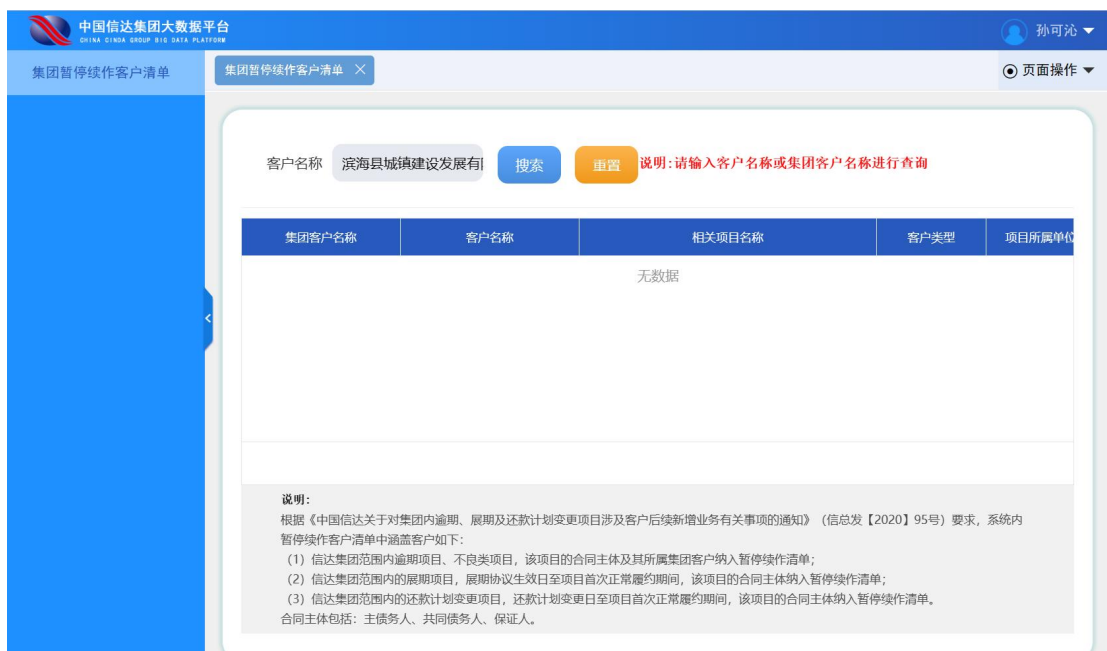 中国信达集团大数据平台
CHINA CINDA GROUP BIG DATA PLATFORM
孙可沁
集团暂停续作客户清单
集团暂停续作客户清单
页面操作
客户名称 滨海县城镇建设发展有 搜索 重置 说明:请输入客户名称或集团客户名称进行查询
集团客户名称 客户名称 相关项目名称 客户类型 项目所属单位
无数据
说明:
根据《中国信达关于对集团内逾期、展期及还款计划变更项目涉及客户后续新增业务有关事项的通知》(信总发【2020】95号)要求,系统内
暂停续作客户清单中涵盖客户如下:
(1)信达集团范围内逾期项目、不良类项目,该项目的合同主体及其所属集团客户纳入暂停续作清单;
(2)信达集团范围内的展期项目,展期协议生效日至项目首次正常履约期间,该项目的合同主体纳入暂停续作清单;
(3)信达集团范围内的还款计划变更项目,还款计划变更日至项目首次正常履约期间,该项目的合同主体纳入暂停续作清单。
合同主体包括:主债务人、共同债务人、保证人。